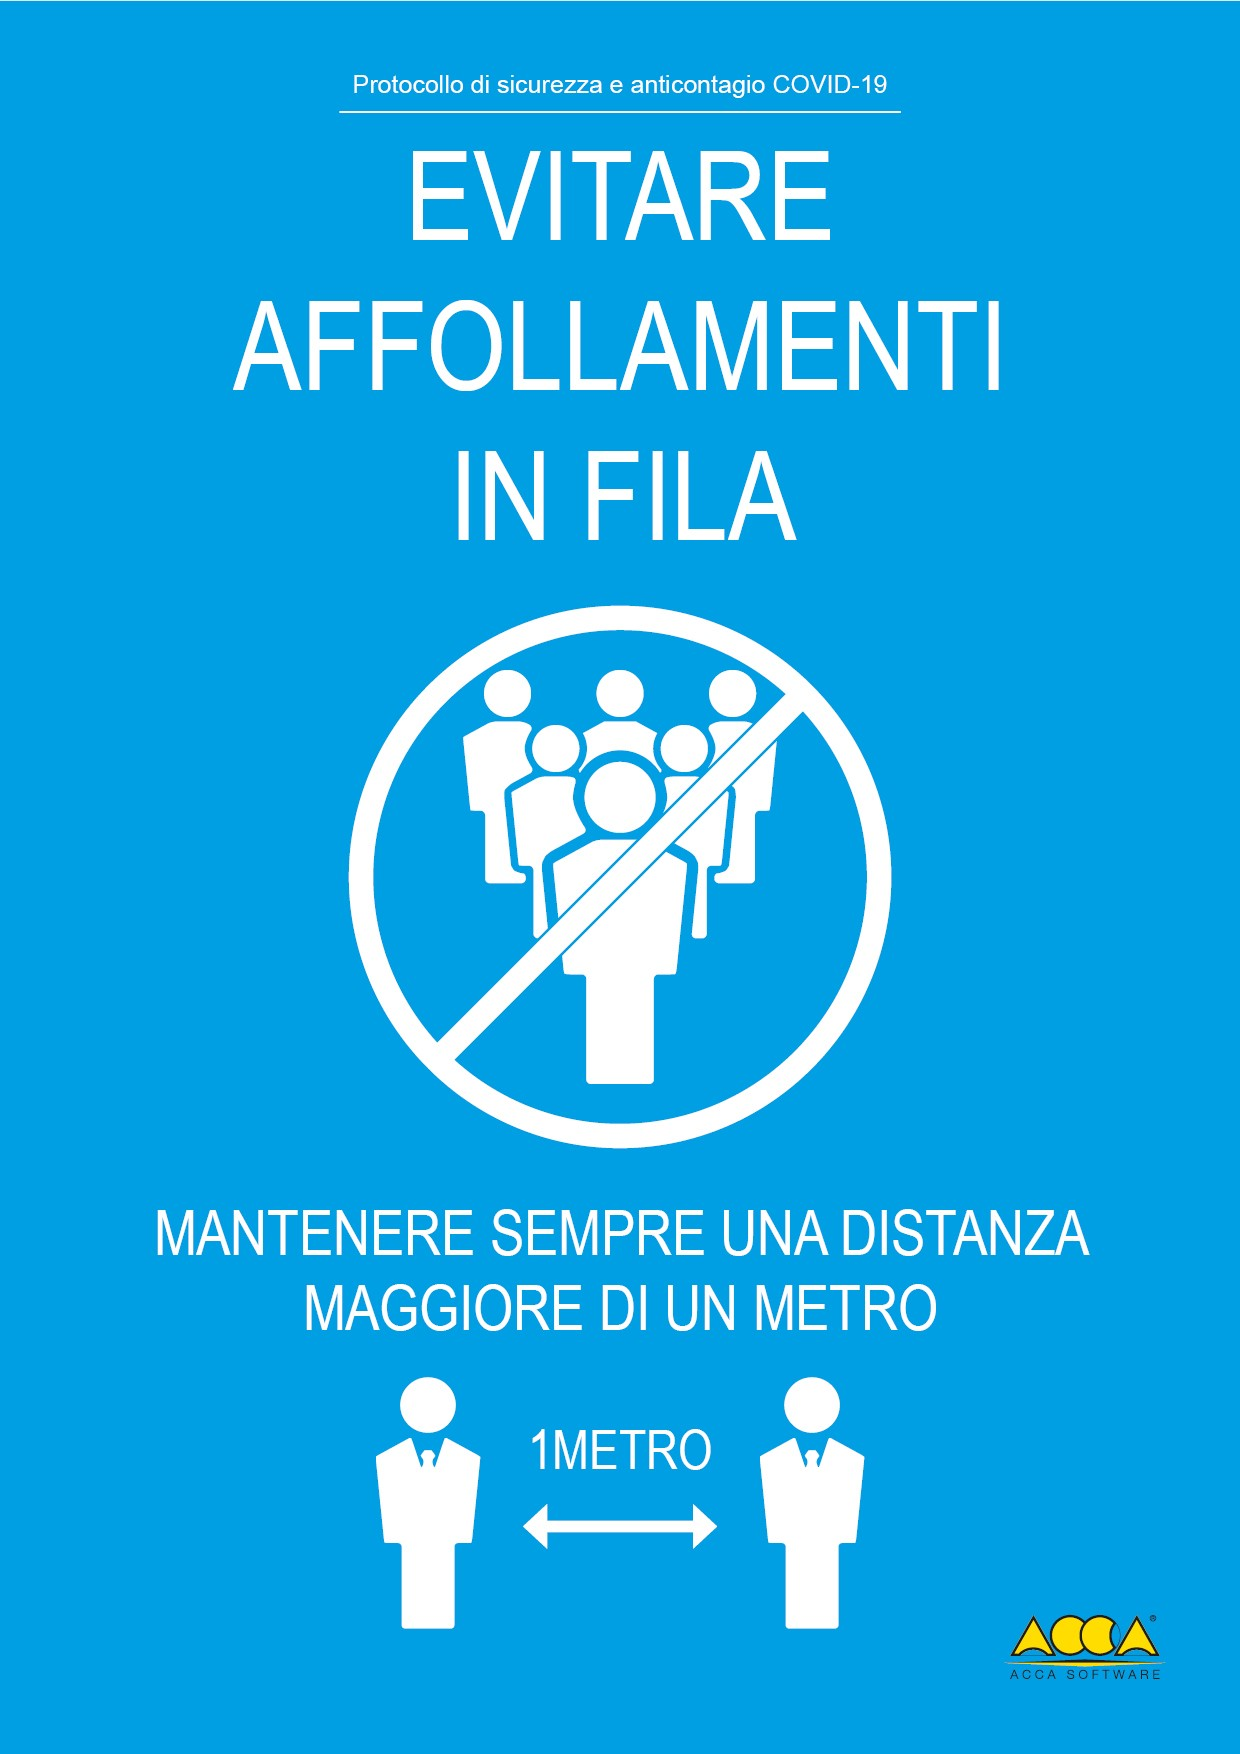 Protocollo di sicurezza e anticontagio COVID-19
EVITARE
AFFOLLAMENTI
IN FILA
MANTENERE SEMPRE UNA DISTANZA
MAGGIORE DI UN METRO
1METRO
ACCA®
ACCA SOFTWARE